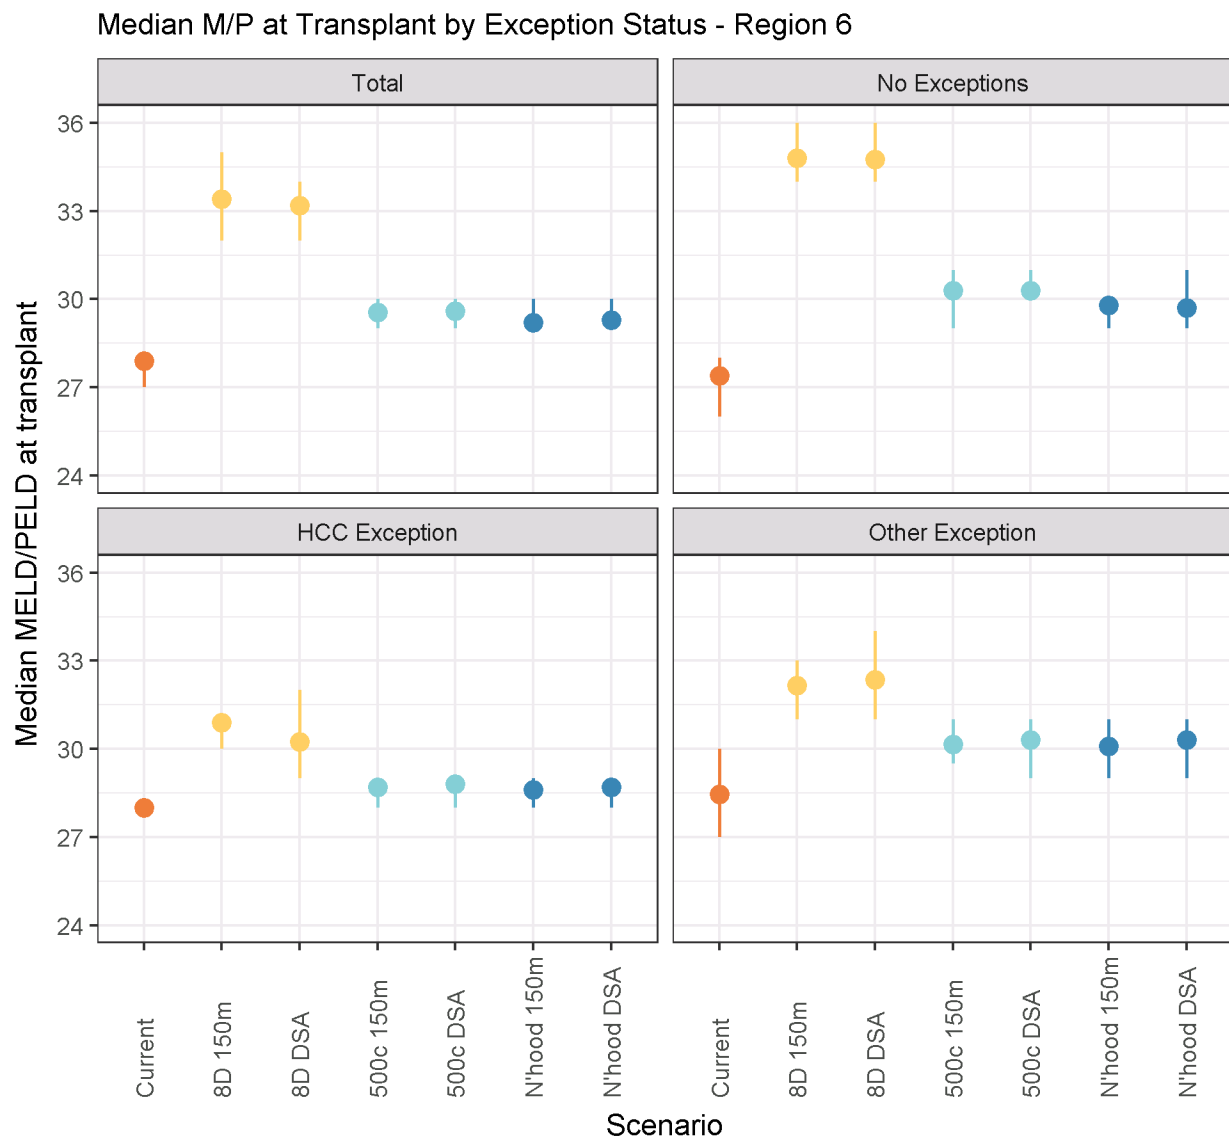 Median M/P at Transplant by Exception Status - Region 6
Total
No Exceptions
36
33
30
27
24
HCC Exception
Other Exception
36
33
30
27
24
Median MELD/PELD at transplant
Current
8D 150m
8D DSA
500c 150m
500c DSA
N'hood 150m
N'hood DSA
Current
8D 150m
8D DSA
500c 150m
500c DSA
N'hood 150m
N'hood DSA
Scenario